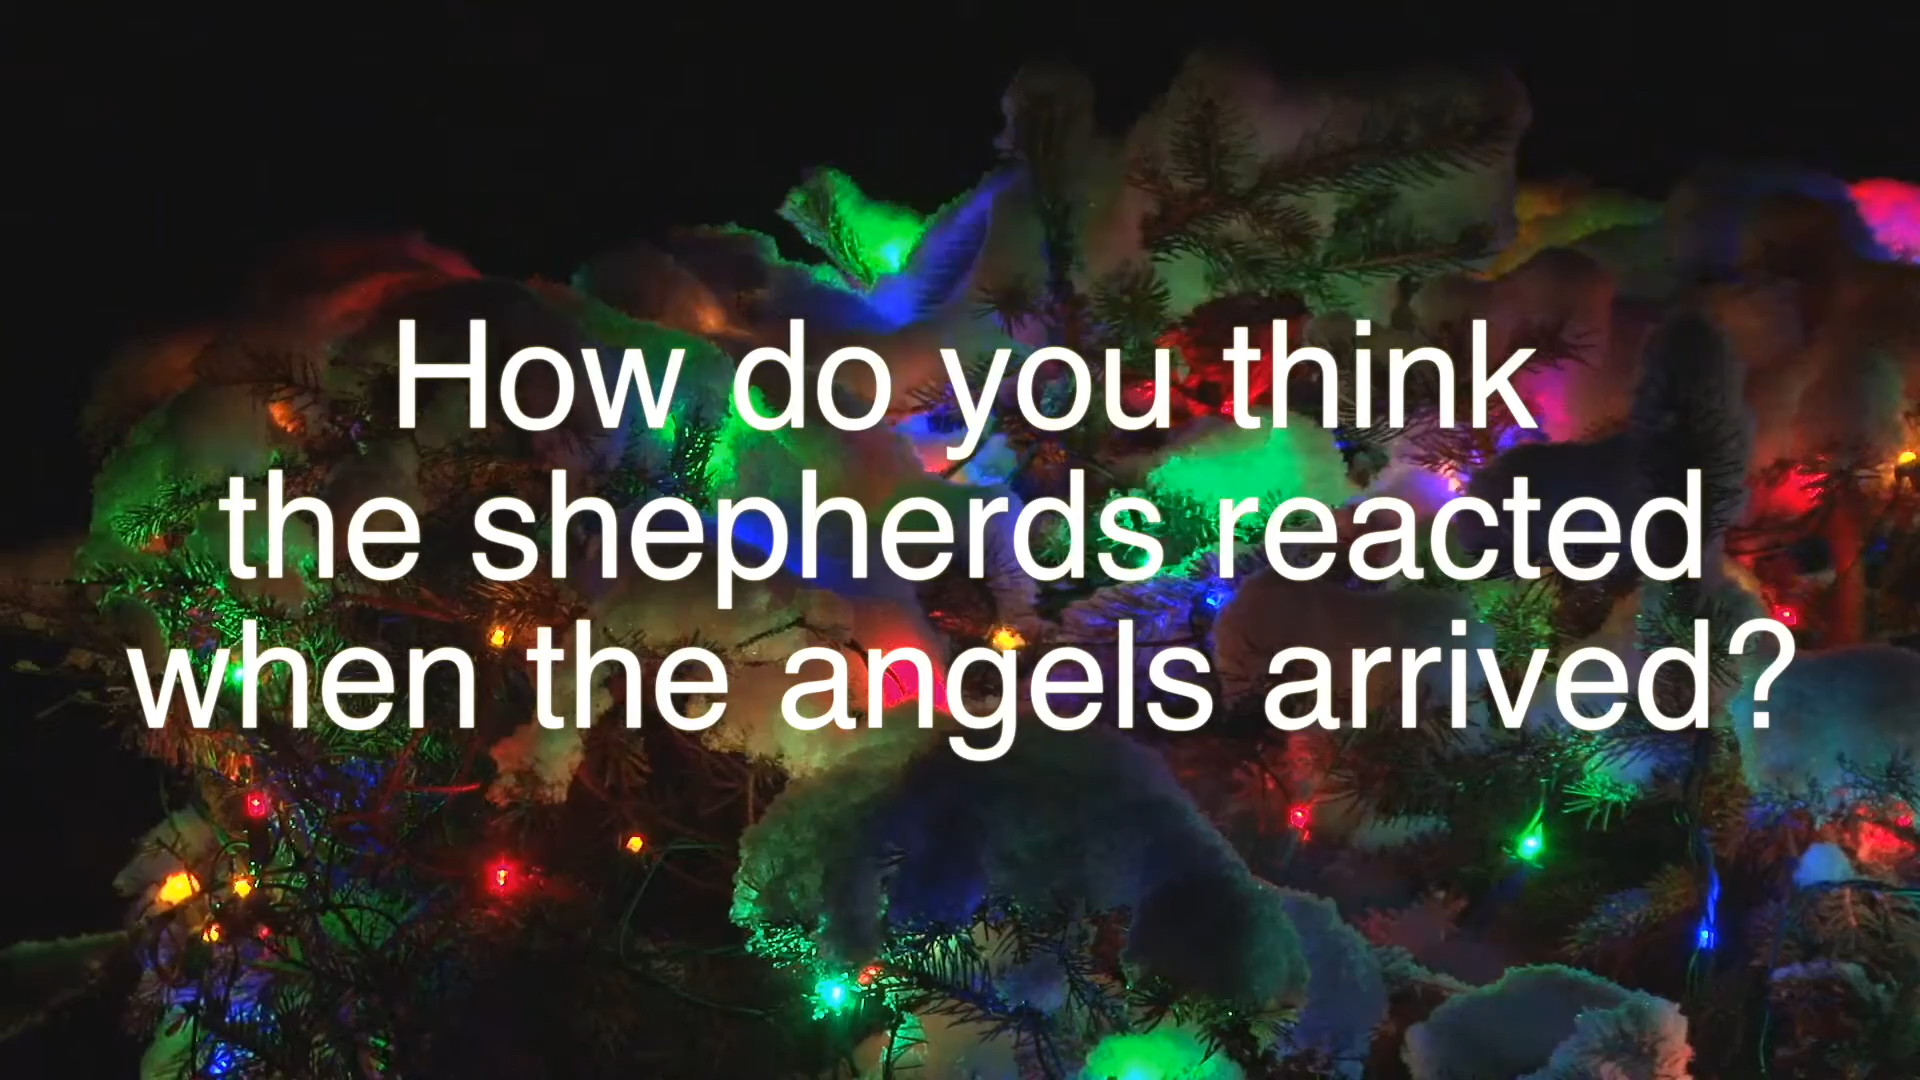 How do you think
the shepherds reacted
when the angels arrived?